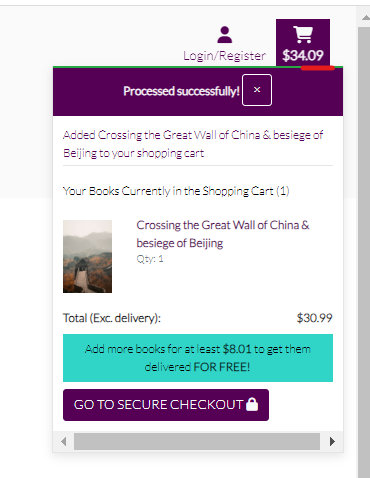 Login/Register
$34.09
Processed successfully! ×
Added Crossing the Great Wall of China & besiege of
Beijing to your shopping cart
Your Books Currently in the Shopping Cart (1)
Crossing the Great Wall of China &
besiege of Beijing
Qty: 1
Total (Exc. delivery): $30.99
Add more books for at least $8.01 to get them
delivered FOR FREE!
GO TO SECURE CHECKOUT